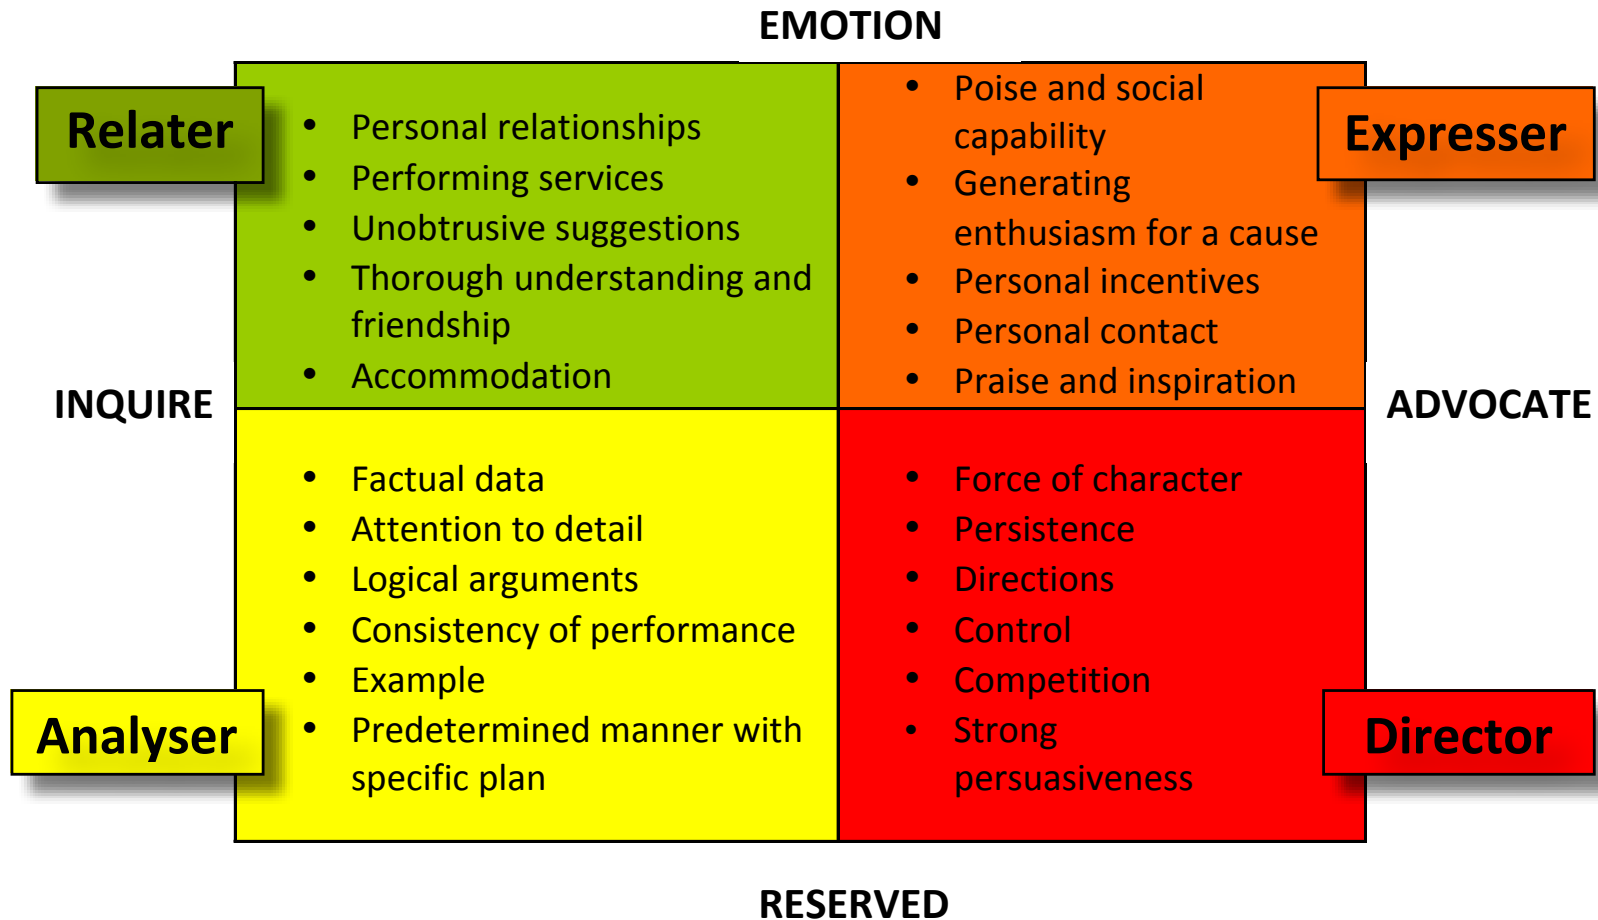 EMOTION
Relater
• Personal relationships
• Performing services
• Unobtrusive suggestions
• Thorough understanding and
friendship
• Accommodation
• Poise and social
capability
• Generating
enthusiasm for a cause
• Personal incentives
• Personal contact
• Praise and inspiration
Expresser
INQUIRE
ADVOCATE
Analyser
• Factual data
• Attention to detail
• Logical arguments
• Consistency of performance
• Example
• Predetermined manner with
specific plan
• Force of character
• Persistence
• Directions
• Control
• Competition
• Strong
persuasiveness
Director
RESERVED